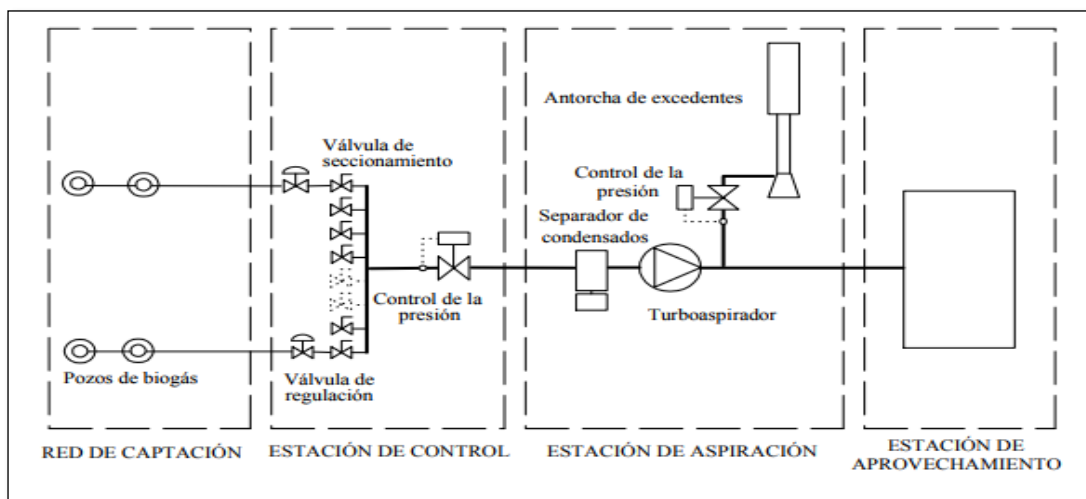 Antorcha de excedentes
Válvula de
seccionamiento
Control de la
presión
Separador de
condensados
Control de la
presión
Turboaspirador
Pozos de biogás
Válvula de
regulación
RED DE CAPTACIÓN
ESTACIÓN DE CONTROL
ESTACIÓN DE ASPIRACIÓN
ESTACIÓN DE
APROVECHAMIENTO